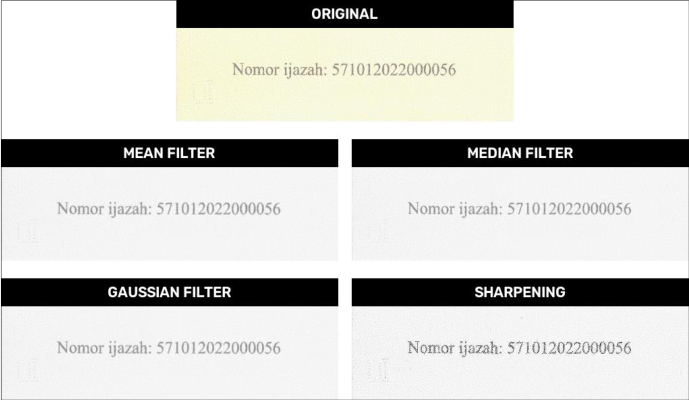 ORIGINAL
Nomor ijazah: 571012022000056
MEAN FILTER
MEDIAN FILTER
Nomor ijazah: 571012022000056
Nomor ijazah: 571012022000056
GAUSSIAN FILTER
SHARPENING
Nomor ijazah: 571012022000056
Nomor ijazah: 571012022000056